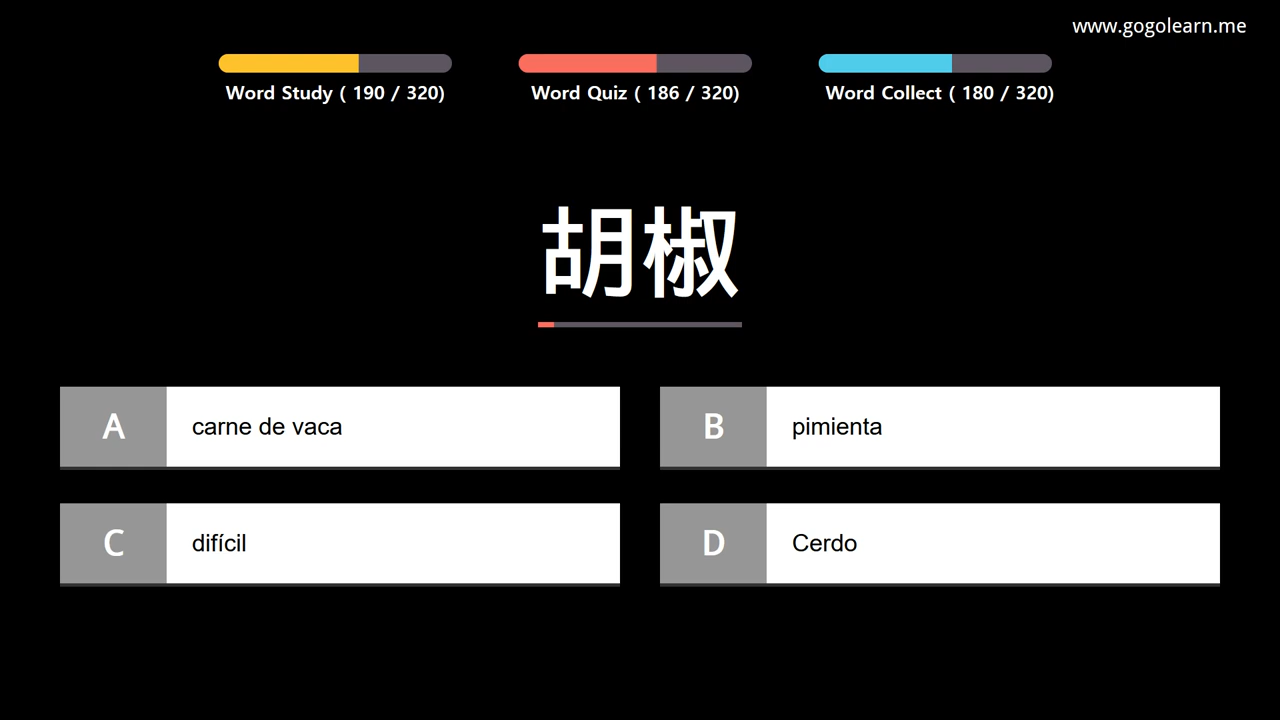 www.gogolearn.me
Word Study ( 190 / 320)
Word Quiz ( 186 / 320)
Word Collect ( 180 / 320)
胡椒
A carne de vaca
B pimienta
C difícil
D Cerdo